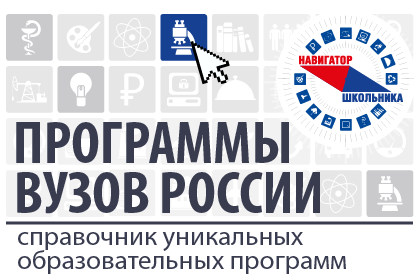 НАВИГАТОР
ШКОЛЬНИКА
ПРОГРАММЫ
ВУЗОВ РОССИИ
справочник уникальных
образовательных программ